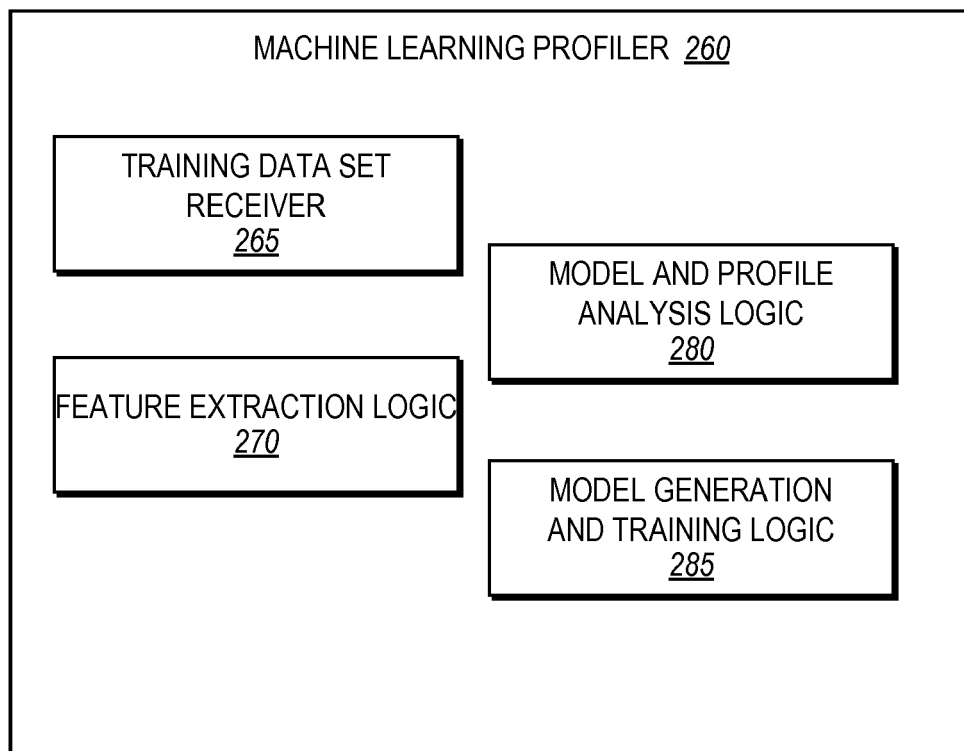 MACHINE LEARNING PROFILER 260
TRAINING DATA SET
RECEIVER
265
MODEL AND PROFILE
ANALYSIS LOGIC
280
FEATURE EXTRACTION LOGIC
270
MODEL GENERATION
AND TRAINING LOGIC
285